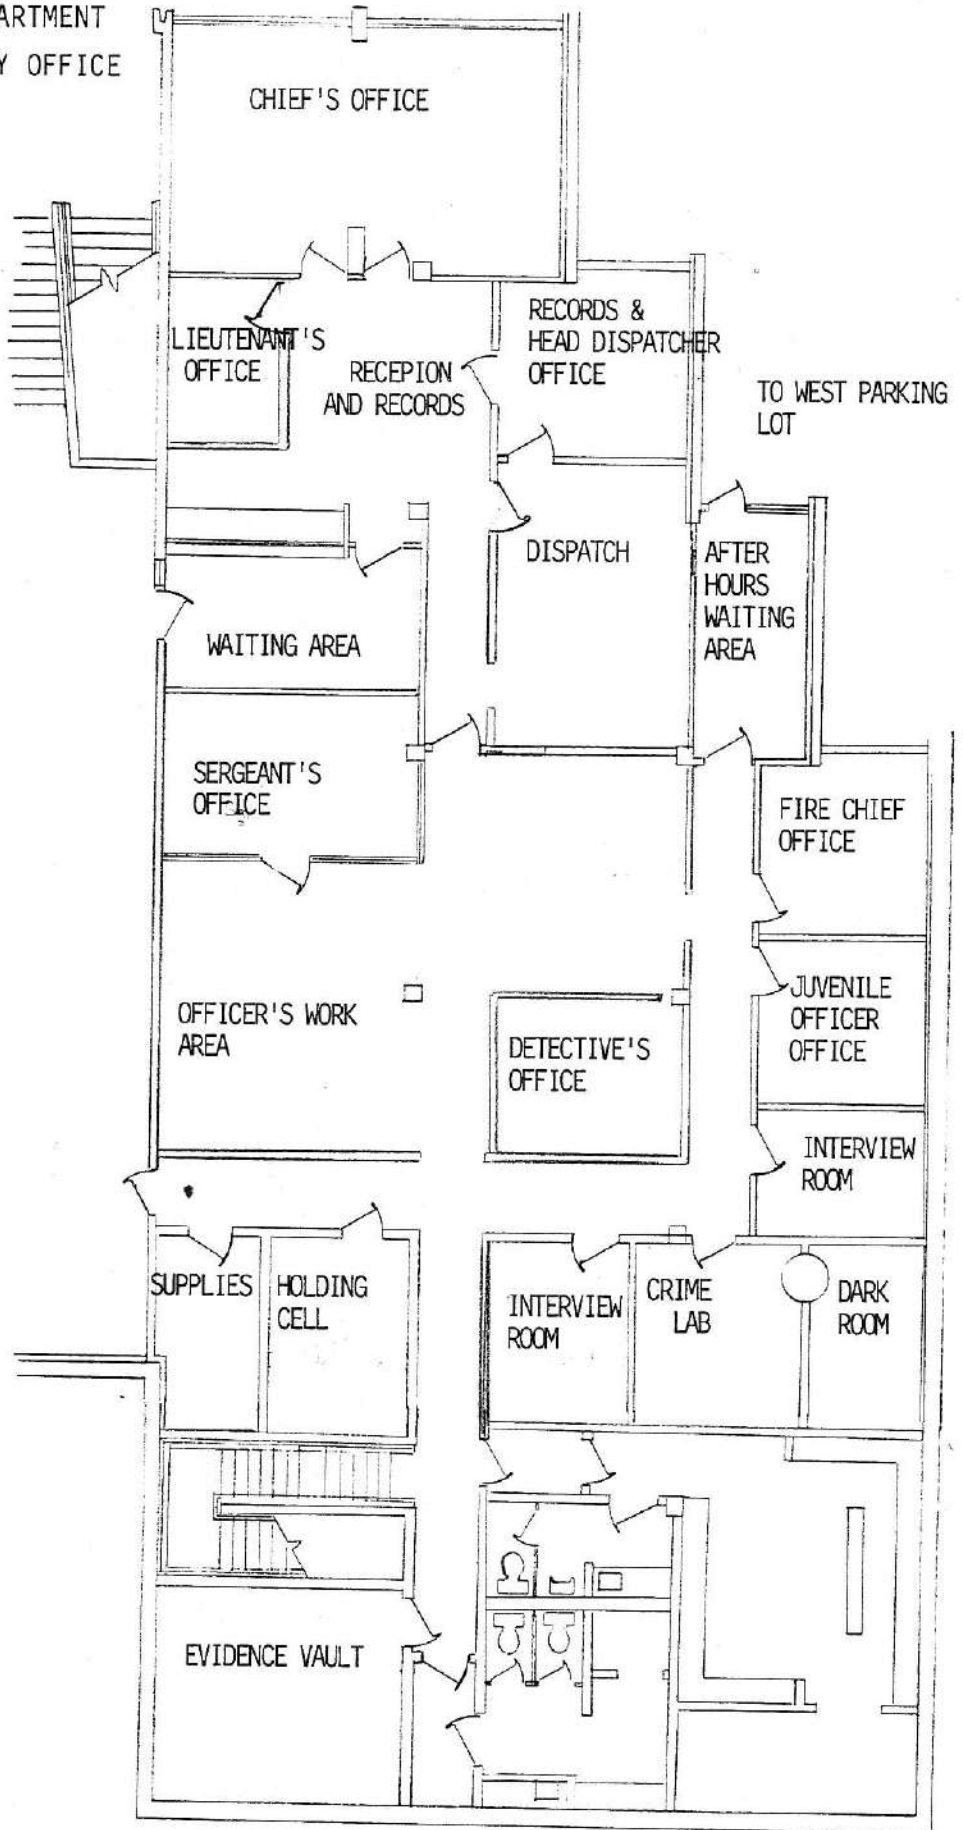 ARTMENT
Y OFFICE
CHIEF'S OFFICE
LIEUTENANT'S
OFFICE
RECEPION
AND RECORDS
RECORDS &
HEAD DISPATCHER
OFFICE
TO WEST PARKING
LOT
DISPATCH
AFTER
HOURS
WAITING
AREA
WAITING AREA
SERGEANT'S
OFFICE
FIRE CHIEF
OFFICE
OFFICER'S WORK
AREA
DETECTIVE'S
OFFICE
JUVENILE
OFFICER
OFFICE
INTERVIEW
ROOM
SUPPLIES
HOLDING
CELL
INTERVIEW
ROOM
CRIME
LAB
DARK
ROOM
EVIDENCE VAULT